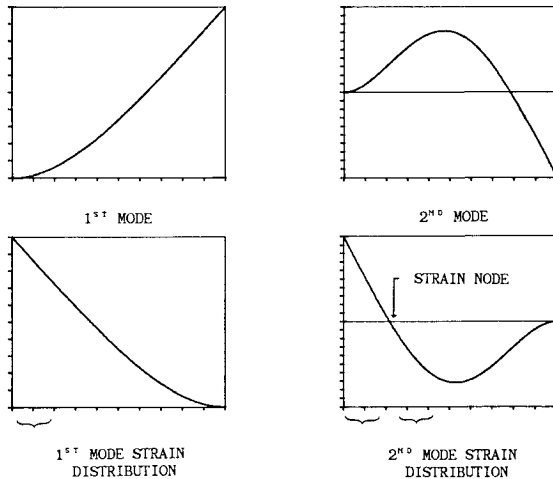 1ST MODE
2ND MODE
STRAIN NODE
1ST MODE STRAIN
DISTRIBUTION
2ND MODE STRAIN
DISTRIBUTION